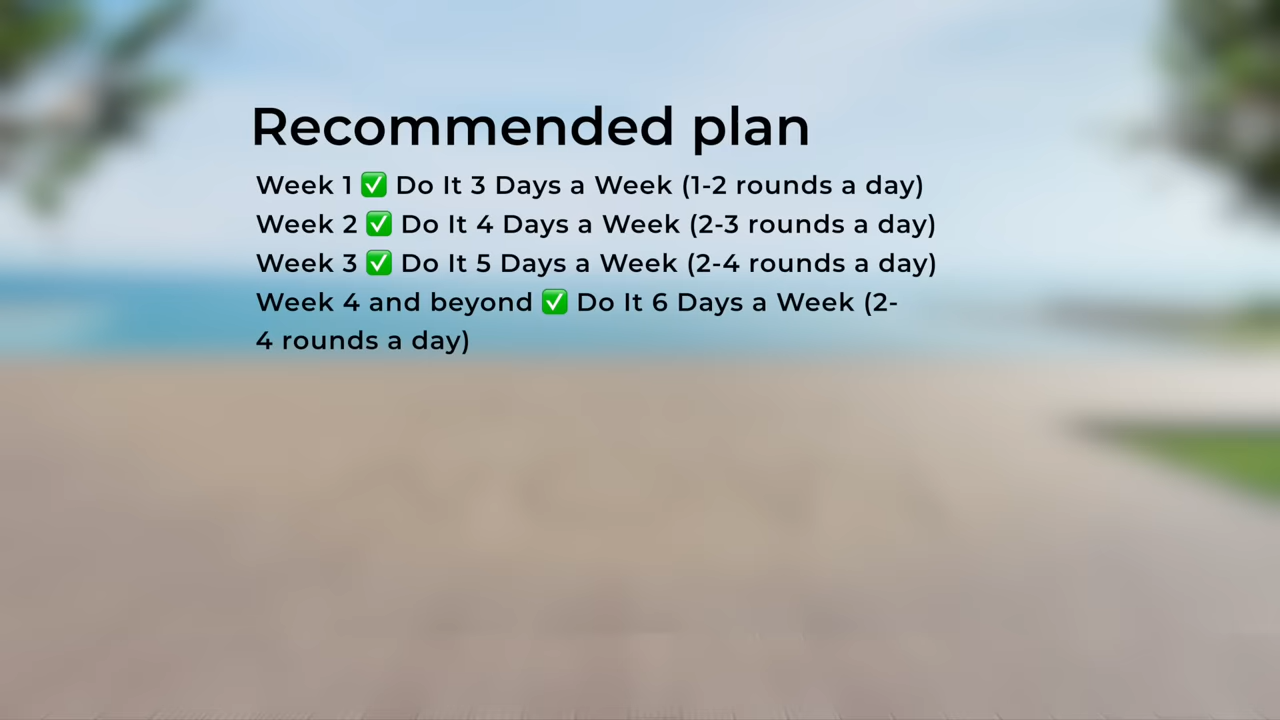 Recommended plan
Week 1 ✅ Do It 3 Days a Week (1-2 rounds a day)
Week 2 ✅ Do It 4 Days a Week (2-3 rounds a day)
Week 3 ✅ Do It 5 Days a Week (2-4 rounds a day)
Week 4 and beyond ✅ Do It 6 Days a Week (2-
4 rounds a day)